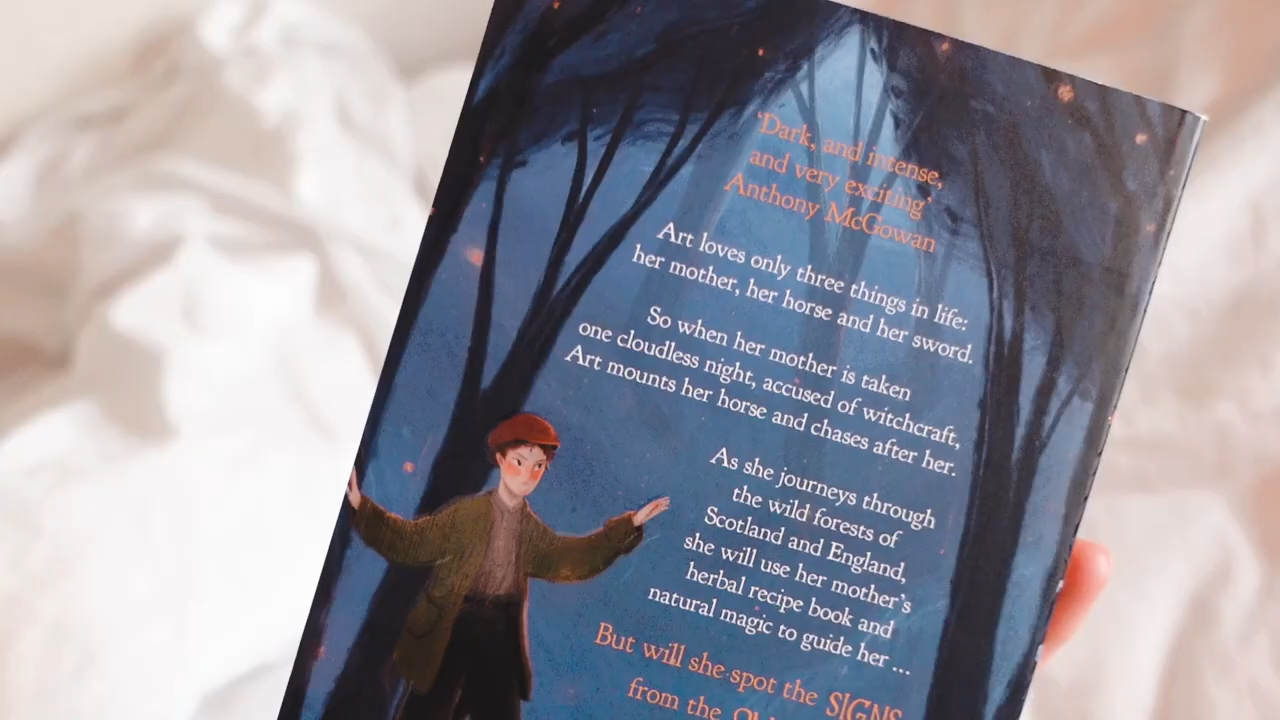 ‘Dark, and intense,
and very exciting’
Anthony McGowan
Art loves only three things in life:
her mother, her horse and her sword.
So when her mother is taken
one cloudless night, accused of witchcraft,
Art mounts her horse and chases after her.
As she journeys through
the wild forests of
Scotland and England,
she will use her mother’s
herbal recipe book and
natural magic to guide her ...
But will she spot the SIGNS
from the